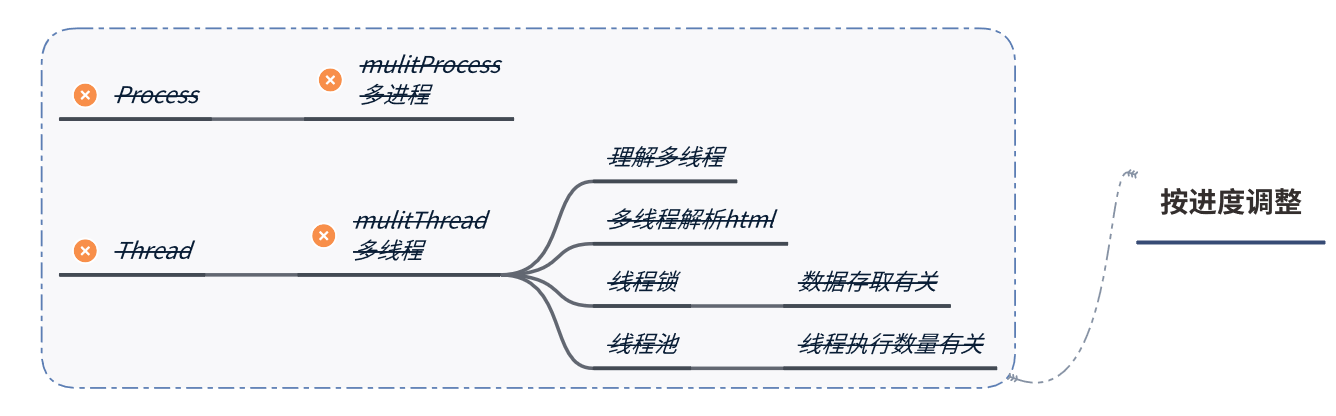 mulitProcess
多进程
Process
理解多线程
多线程解析html
mulitThread
多线程
Thread
线程锁
数据存取有关
线程池
线程执行数量有关
按进度调整